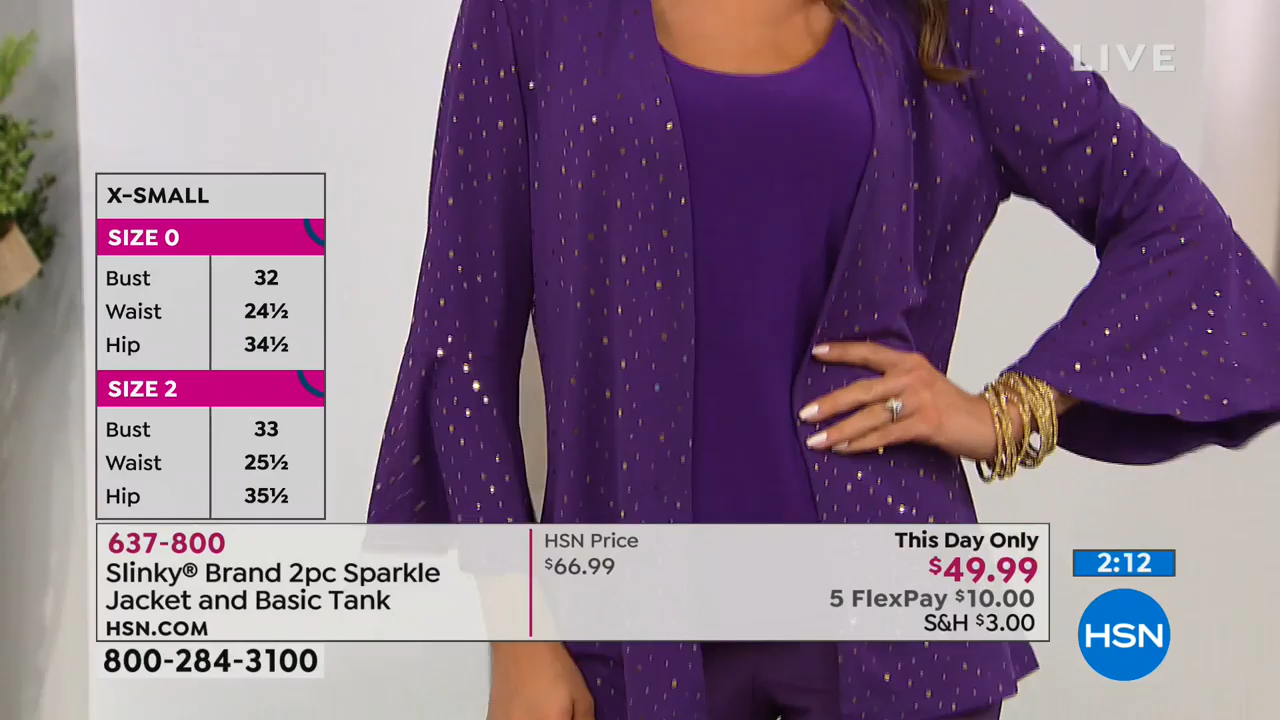 LIVE
X-SMALL
SIZE 0
Bust 32
Waist 24½
Hip 34½
SIZE 2
Bust 33
Waist 25½
Hip 35½
637-800
Slinky® Brand 2pc Sparkle
Jacket and Basic Tank
HSN.COM
HSN Price
$66.99
This Day Only
$49.99
5 FlexPay $10.00
S&H $3.00
800-284-3100
2:12
HSN